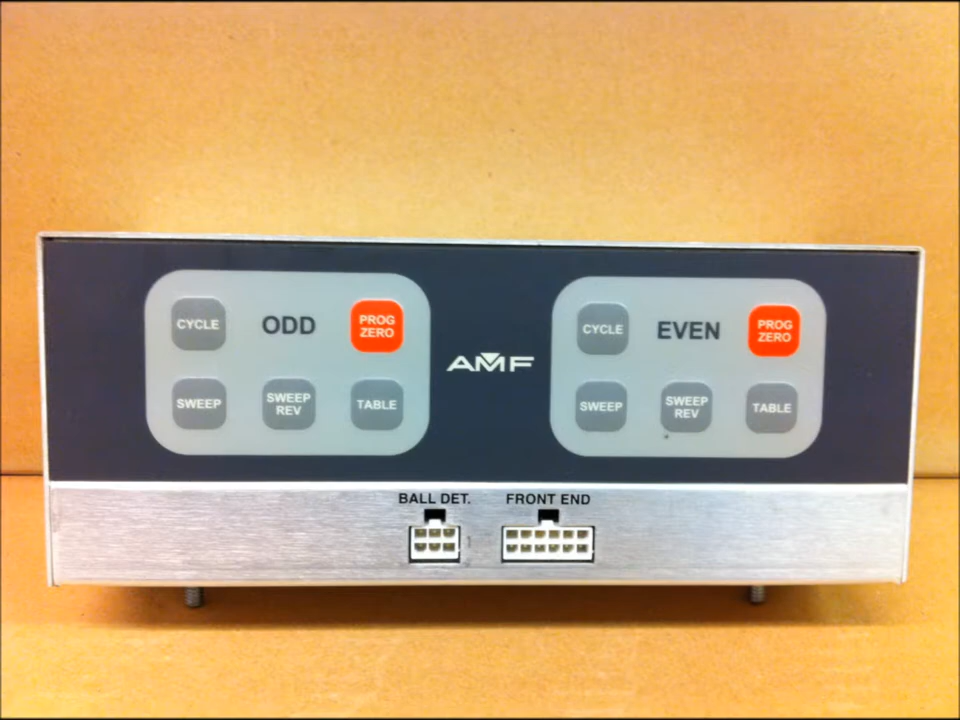 CYCLE
ODD
PROG
ZERO
SWEEP
SWEEP
REV
TABLE
AMF
CYCLE
EVEN
PROG
ZERO
SWEEP
SWEEP
REV
TABLE
BALL DET.
FRONT END